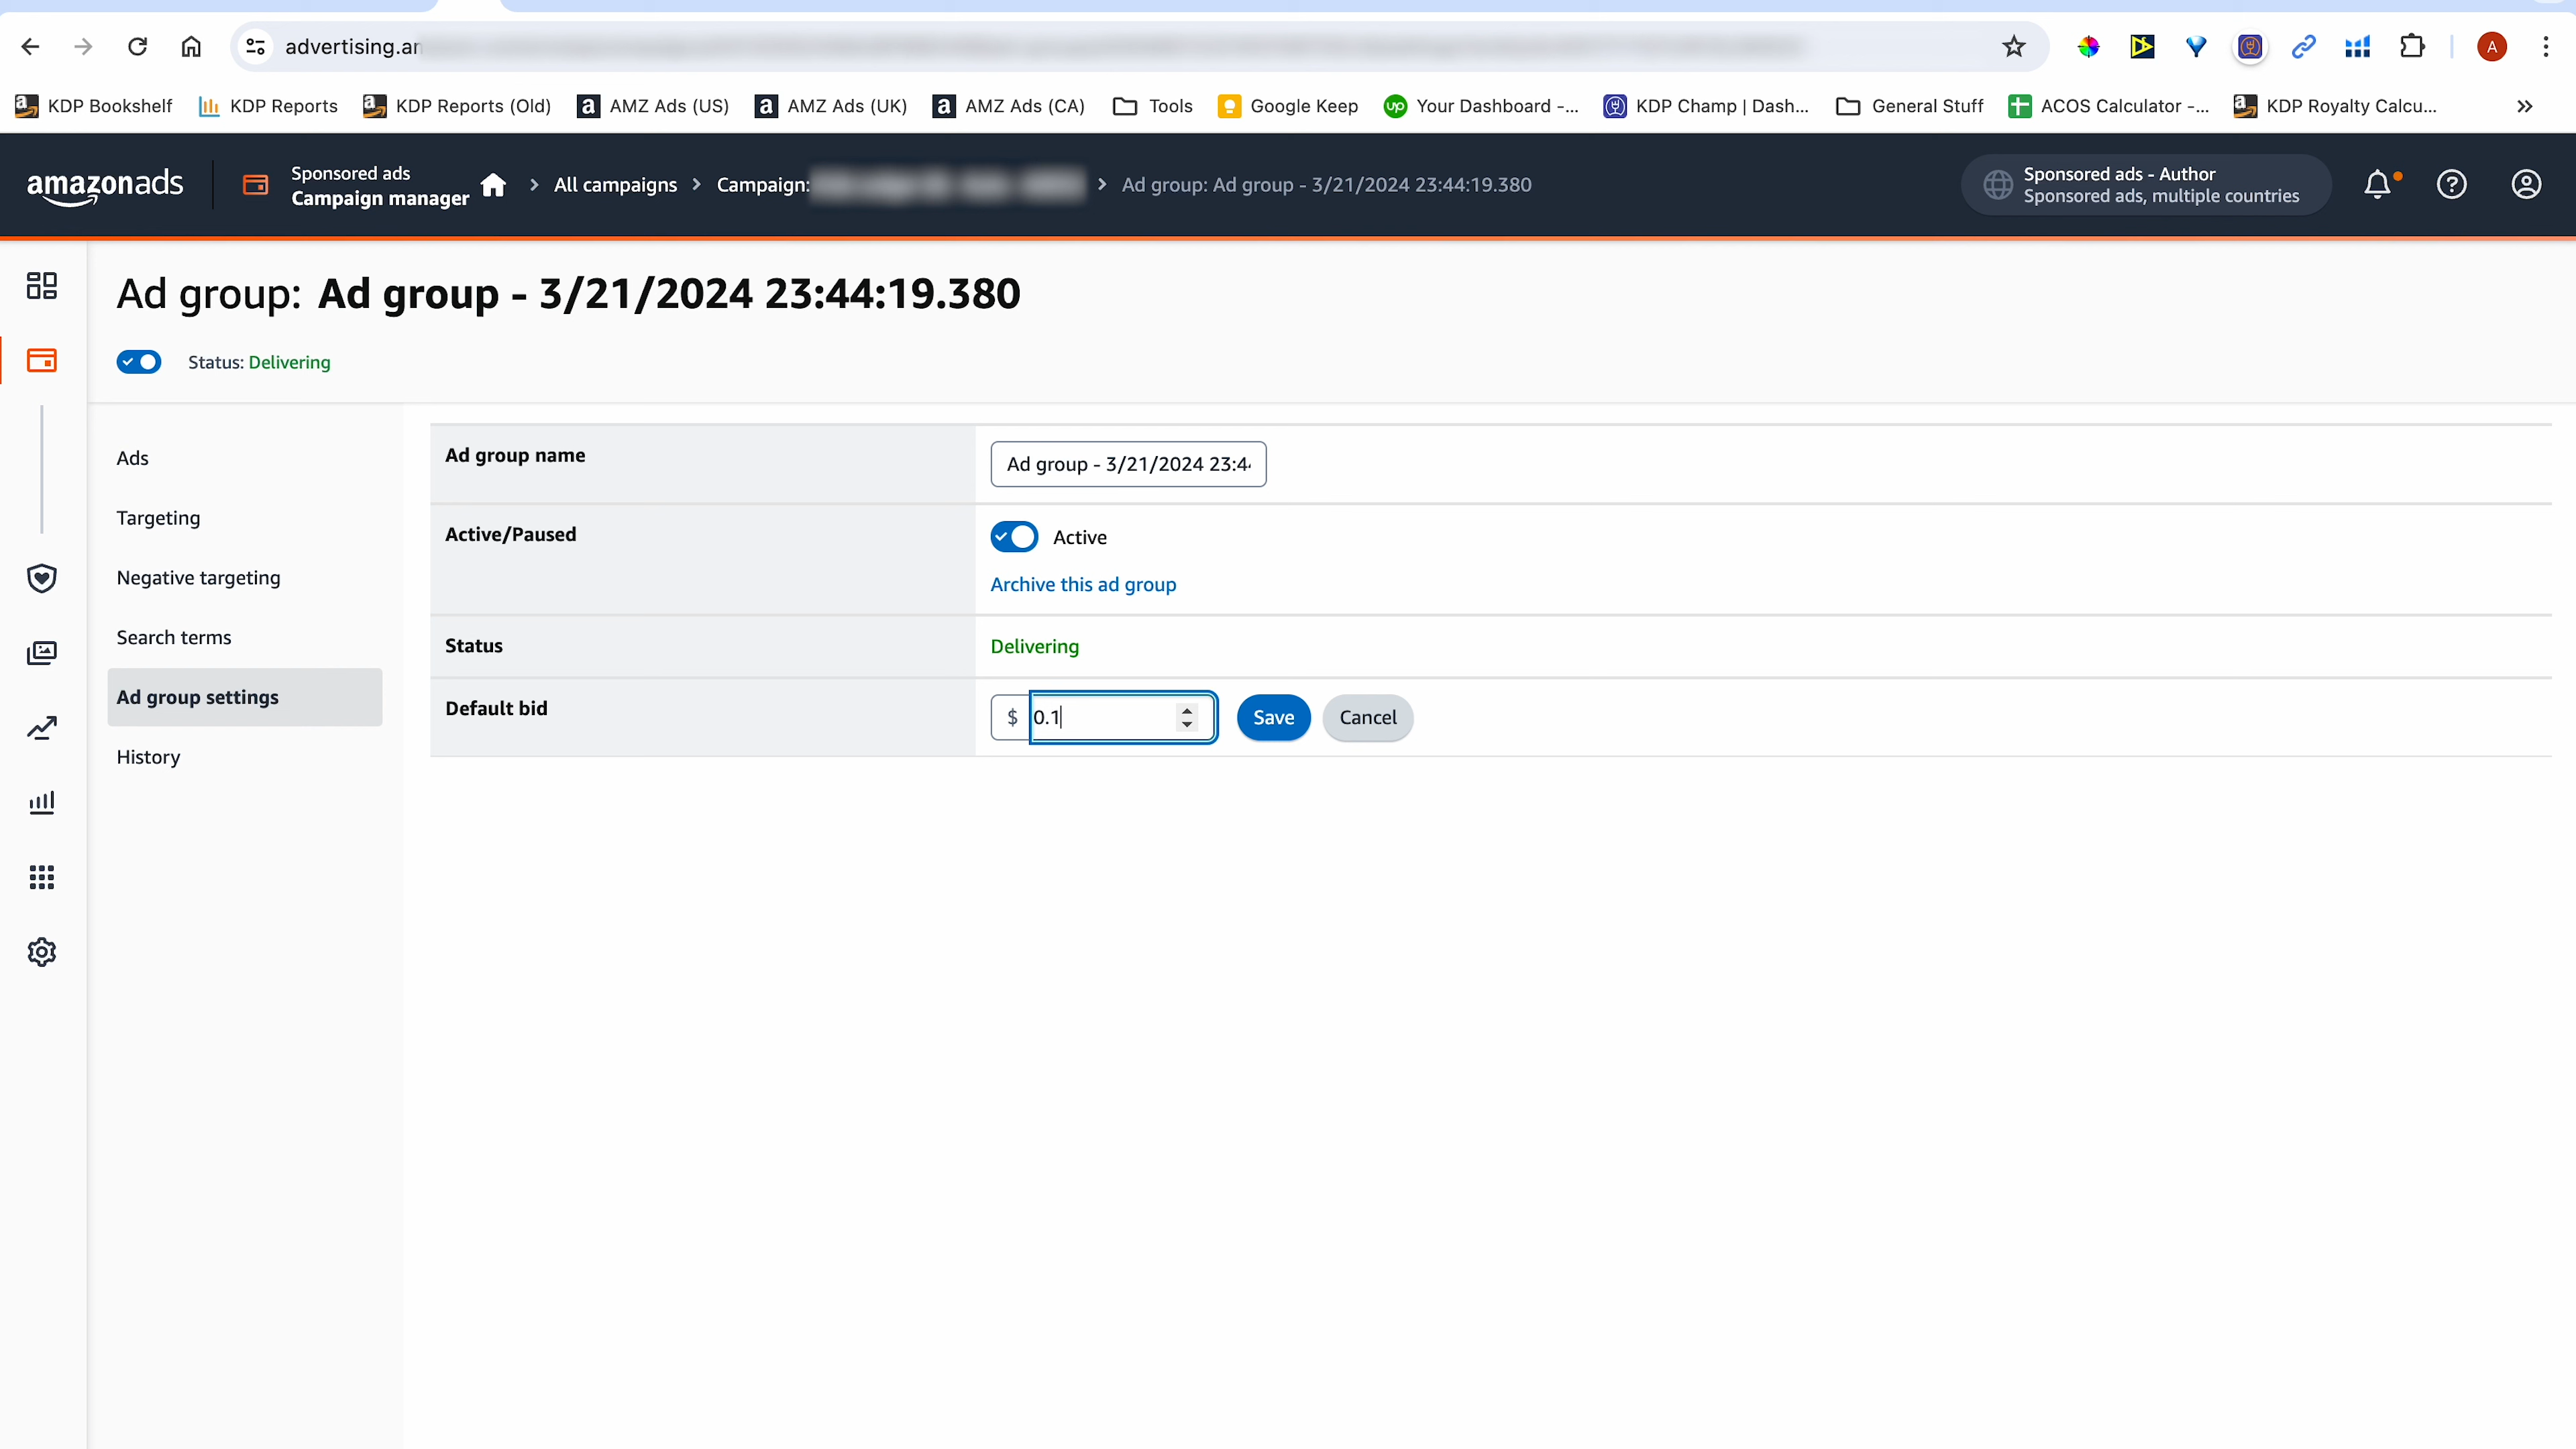 advertising.am
KDP Bookshelf
KDP Reports
KDP Reports (Old)
AMZ Ads (US)
AMZ Ads (UK)
AMZ Ads (CA)
Tools
Google Keep
Your Dashboard -...
KDP Champ | Dash...
General Stuff
ACOS Calculator -...
KDP Royalty Calcu...
A
amazonads
Sponsored ads
Campaign manager
All campaigns
Campaign:
Ad group: Ad group - 3/21/2024 23:44:19.380
Sponsored ads - Author
Sponsored ads, multiple countries
Ad group: Ad group - 3/21/2024 23:44:19.380
Status: Delivering
Ads
Targeting
Negative targeting
Search terms
Ad group settings
History
Ad group name
Ad group - 3/21/2024 23:4
Active/Paused
Active
Archive this ad group
Status
Delivering
Default bid
$ 0.1
Save
Cancel